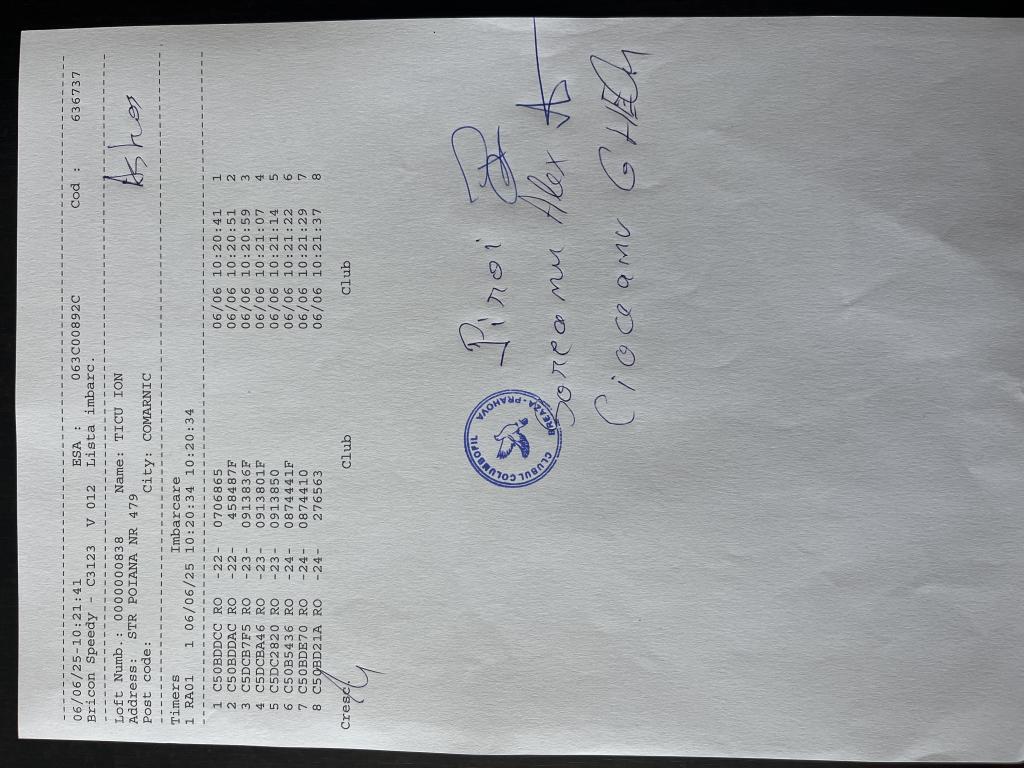 06/06/25-10:21:41 ESA : 063C00892C Cod : 636737
Bricon Speedy - C3123 V 012 Lista imbarc.
Loft Numb.: 0000000838 Name: TICU ION
Address: STR POIANA NR 479
Post code: City: COMARNIC
Timers Imbarcare
1 RA01 1 06/06/25 10:20:34 10:20:34
1 C50BDDCC RO -22- 0706865 06/06 10:20:41 1
2 C50BDDAC RO -22- 458487F 06/06 10:20:51 2
3 C5DCB7F5 RO -23- 0913836F 06/06 10:20:59 3
4 C5DCBA46 RO -23- 0913801F 06/06 10:21:07 4
5 C5DC2820 RO -23- 0913850 06/06 10:21:14 5
6 C50B5436 RO -24- 0874441F 06/06 10:21:22 6
7 C50BDE70 RO -24- 0874410 06/06 10:21:29 7
8 C50BD21A RO -24- 276563 06/06 10:21:37 8
Cresc. Club Club
CLUBUL COLUMBOFIL
BREAZA-PRAHOVA
Piroi
Alex
Cioceanu GHEO